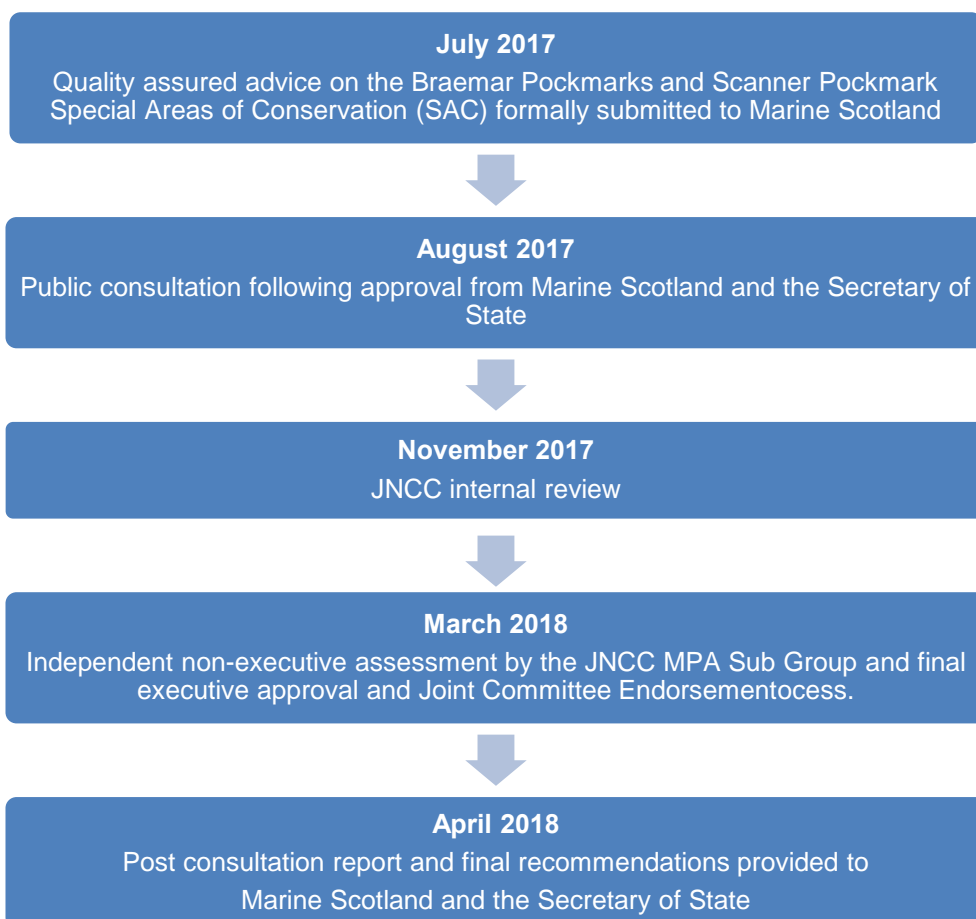 July 2017
Quality assured advice on the Braemar Pockmarks and Scanner Pockmark
Special Areas of Conservation (SAC) formally submitted to Marine Scotland
August 2017
Public consultation following approval from Marine Scotland and the Secretary of
State
November 2017
JNCC internal review
March 2018
Independent non-executive assessment by the JNCC MPA Sub Group and final
executive approval and Joint Committee Endorsementocess.
April 2018
Post consultation report and final recommendations provided to
Marine Scotland and the Secretary of State